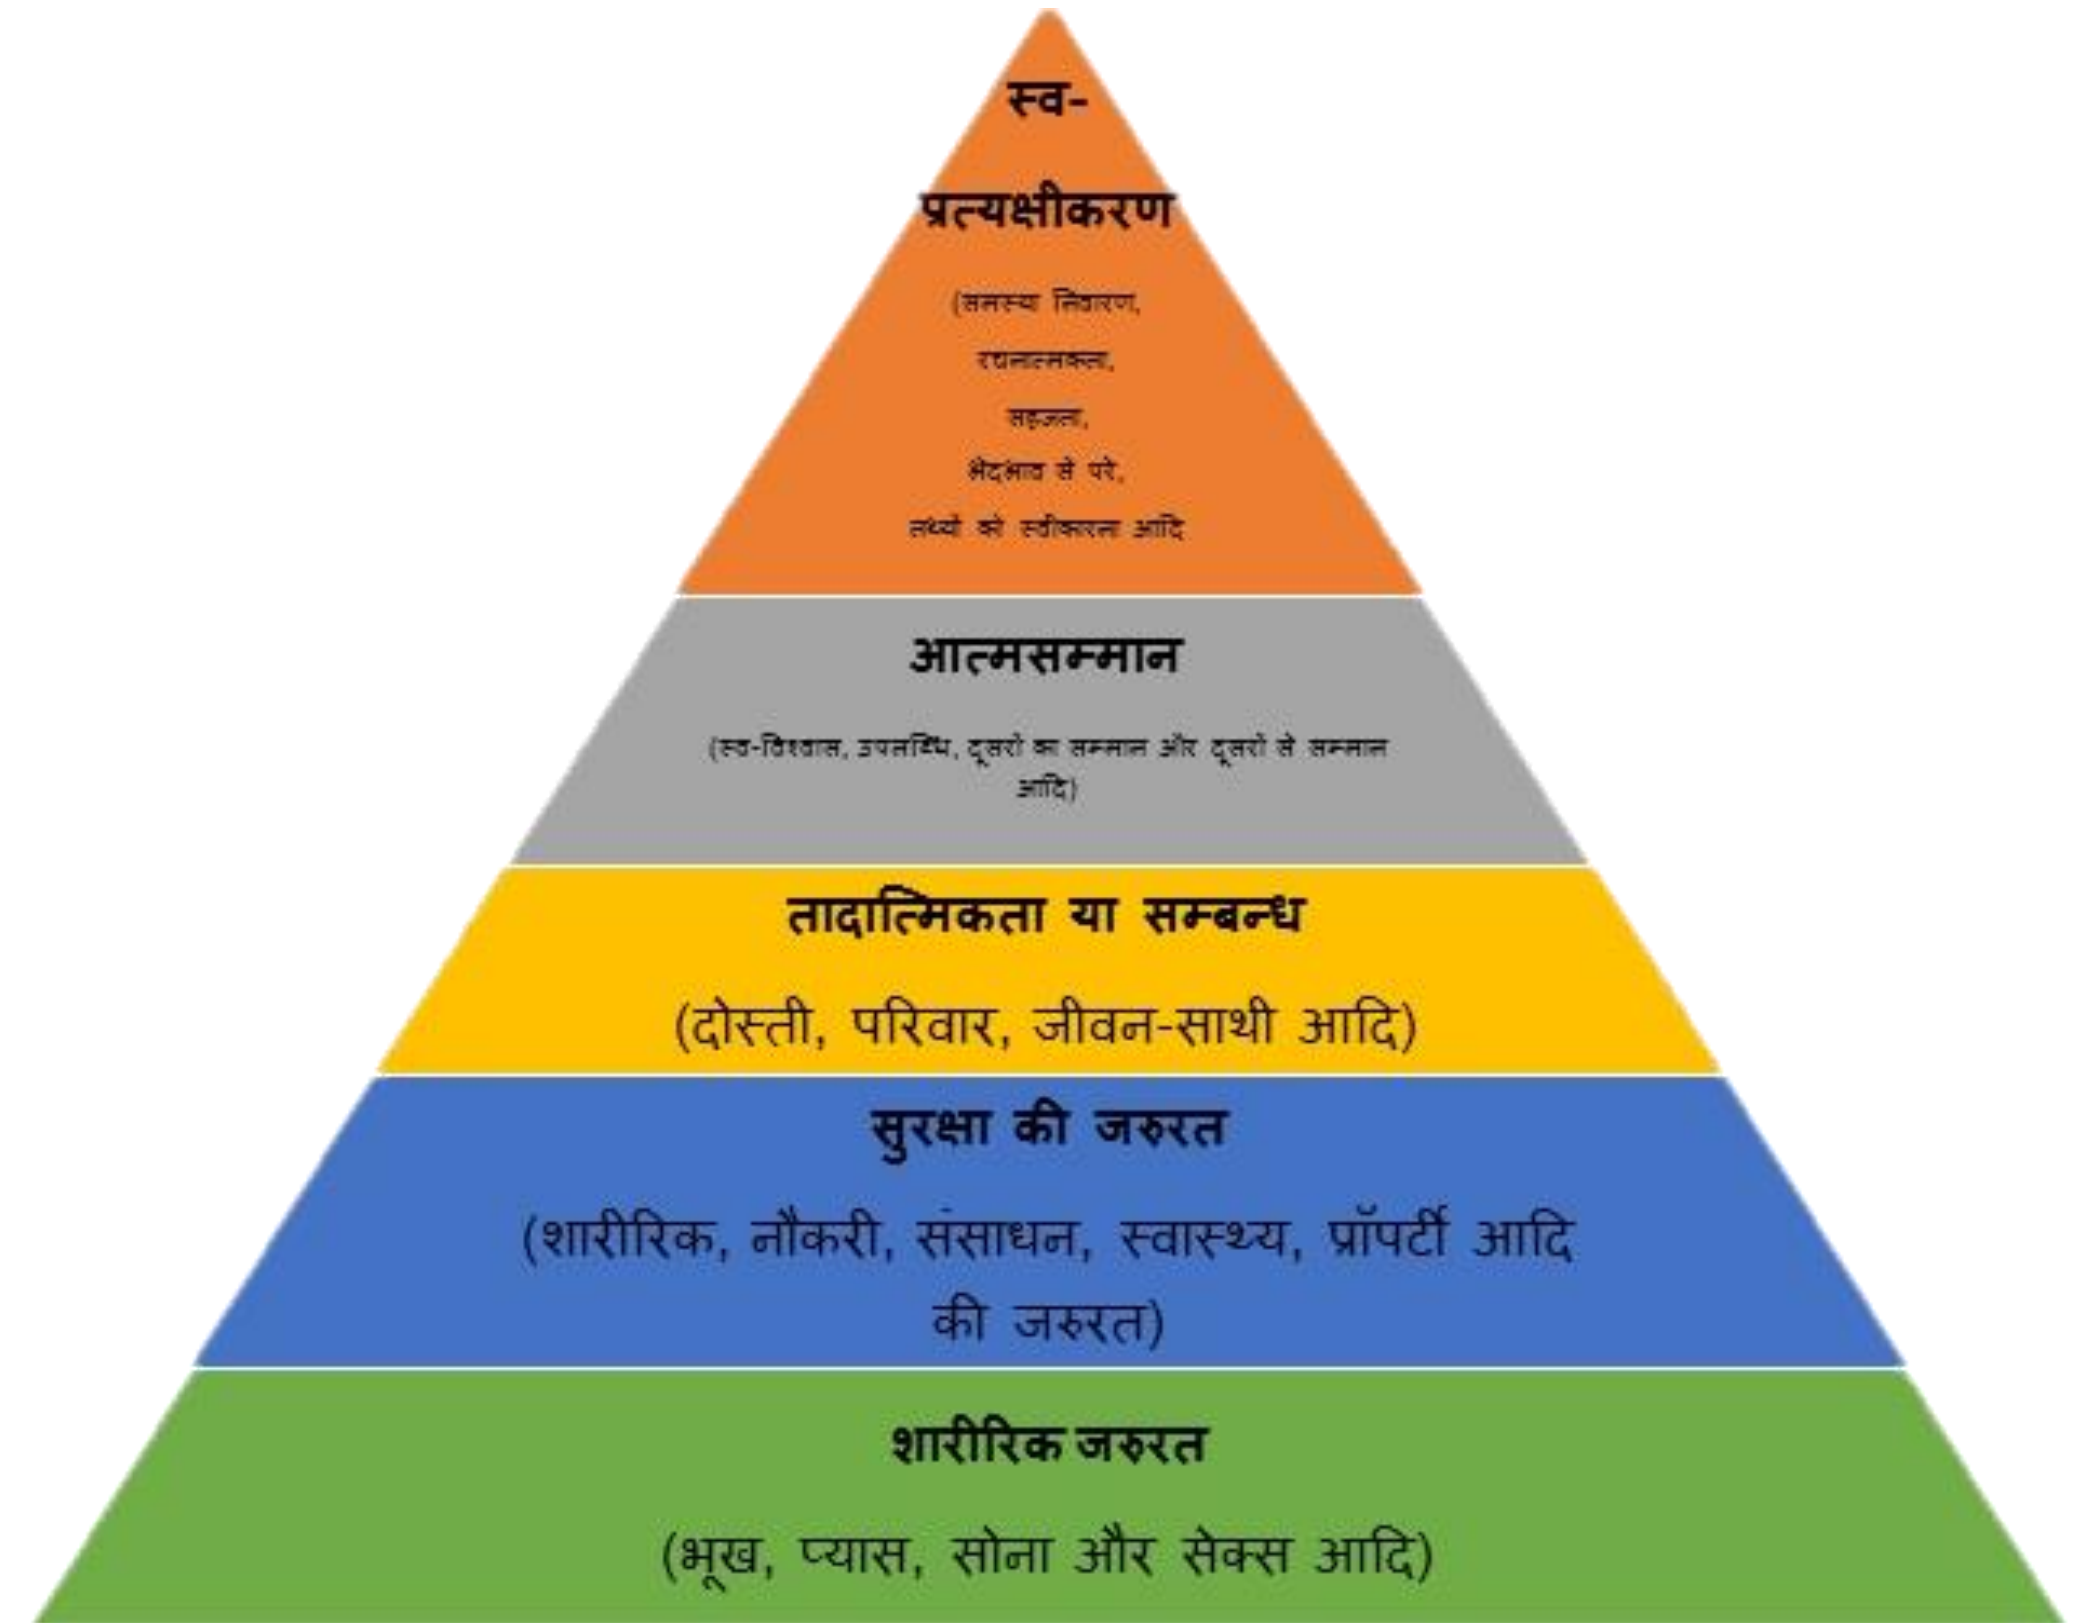 स्व-
प्रत्यक्षीकरण
(समस्या निवारण,
रचनात्मकता,
सहजता,
भेदभाव से परे,
तथ्यों को स्वीकारना आदि
आत्मसम्मान
(स्व-विश्वास, उपलब्धि, दूसरों का सम्मान और दूसरों से सम्मान
आदि)
तादात्मिकता या सम्बन्ध
(दोस्ती, परिवार, जीवन-साथी आदि)
सुरक्षा की जरुरत
(शारीरिक, नौकरी, संसाधन, स्वास्थ्य, प्रॉपर्टी आदि
की जरुरत)
शारीरिक जरुरत
(भूख, प्यास, सोना और सेक्स आदि)